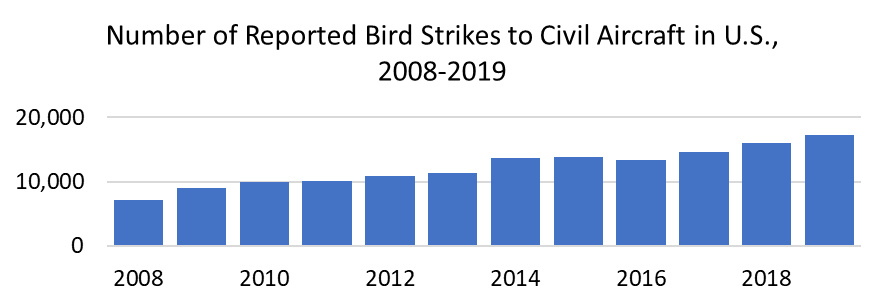 Number of Reported Bird Strikes to Civil Aircraft in U.S.,
2008-2019
20,000
10,000
0
2008 2010 2012 2014 2016 2018